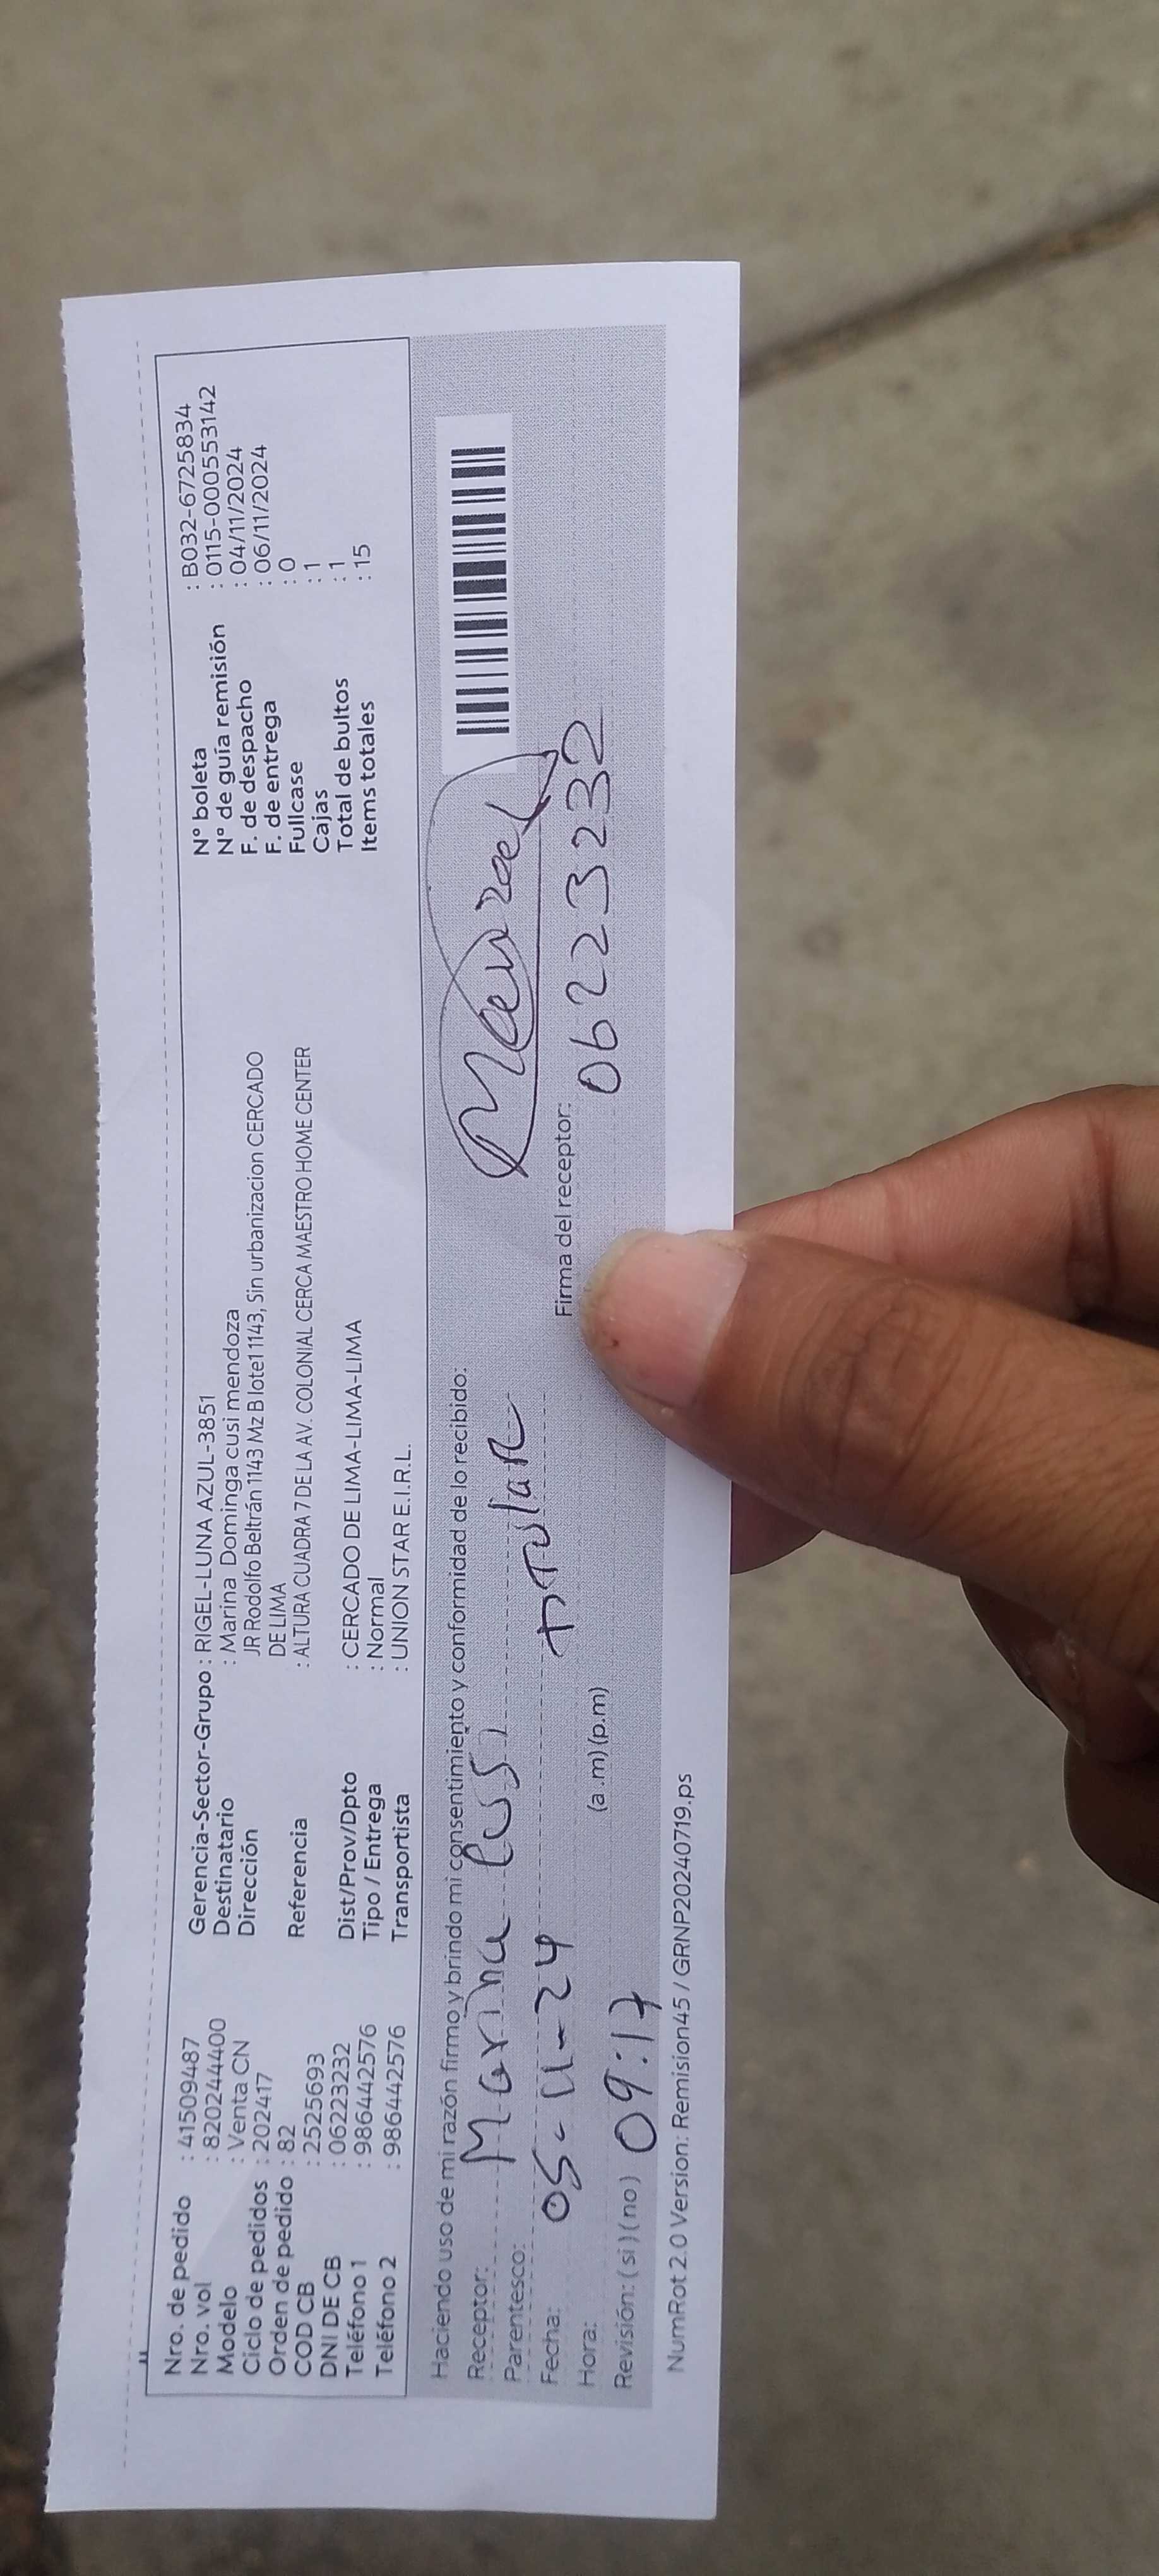 Nro. de pedido : 41509487
Nro. vol : 8202444400
Modelo : Venta CN
Ciclo de pedidos : 202417
Orden de pedido : 82
COD CB : 2525693
DNI DE CB : 06223232
Teléfono 1 : 986442576
Teléfono 2 : 986442576
Gerencia-Sector-Grupo : RIGEL-LUNA AZUL-3851
Destinatario : Marina Dominga cusi mendoza
Dirección JR Rodolfo Beltrán 1143 Mz B lote1 1143, Sin urbanizacion CERCADO
DE LIMA
Referencia : ALTURA CUADRA 7 DE LA AV. COLONIAL CERCA MAESTRO HOME CENTER
Dist/Prov/Dpto : CERCADO DE LIMA-LIMA-LIMA
Tipo / Entrega : Normal
Transportista : UNION STAR E.I.R.L.
N° boleta : B032-6725834
N° de guía remisión : 0115-000553142
F. de despacho : 04/11/2024
F. de entrega : 06/11/2024
Fullcase : 0
Cajas : 1
Total de bultos : 1
Items totales : 15
Haciendo uso de mi razón firmo y brindo mi consentimiento y conformidad de lo recibido:
Receptor: Marina Cusi
Parentesco: titular
Fecha: 05-11-24
Hora: 09:17 (a.m) (p.m)
Revisión: ( si ) ( no )
Firma del receptor:
06223232
NumRot 2.0 Version: Remision45 / GRNP20240719.ps